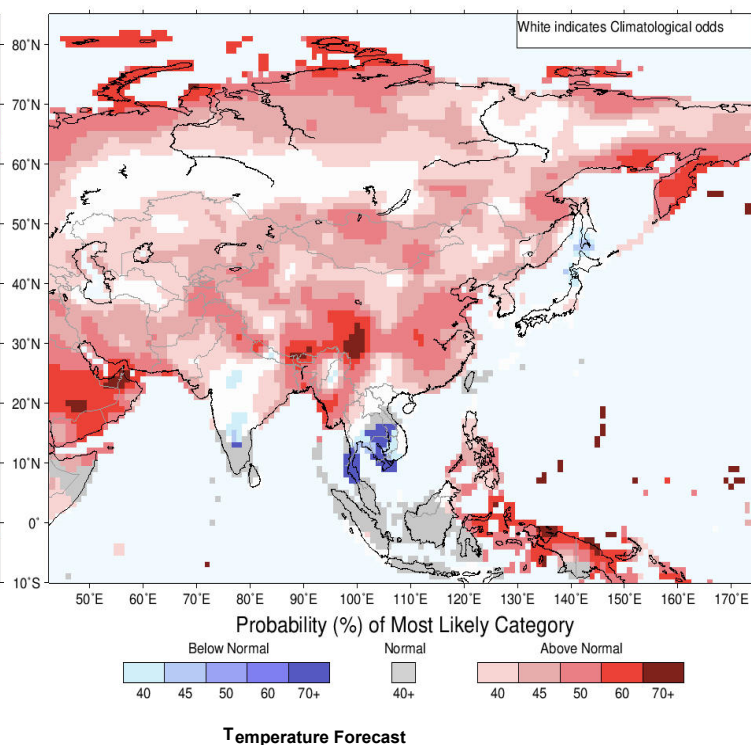 White indicates Climatological odds
80°N
70°N
60°N
50°N
40°N
30°N
20°N
10°N
0°
10°S
50°E 60°E 70°E 80°E 90°E 100°E 110°E 120°E 130°E 140°E 150°E 160°E 170°E
Probability (%) of Most Likely Category
Below Normal Normal Above Normal
40 45 50 60 70+ 40+ 40 45 50 60 70+
Temperature Forecast